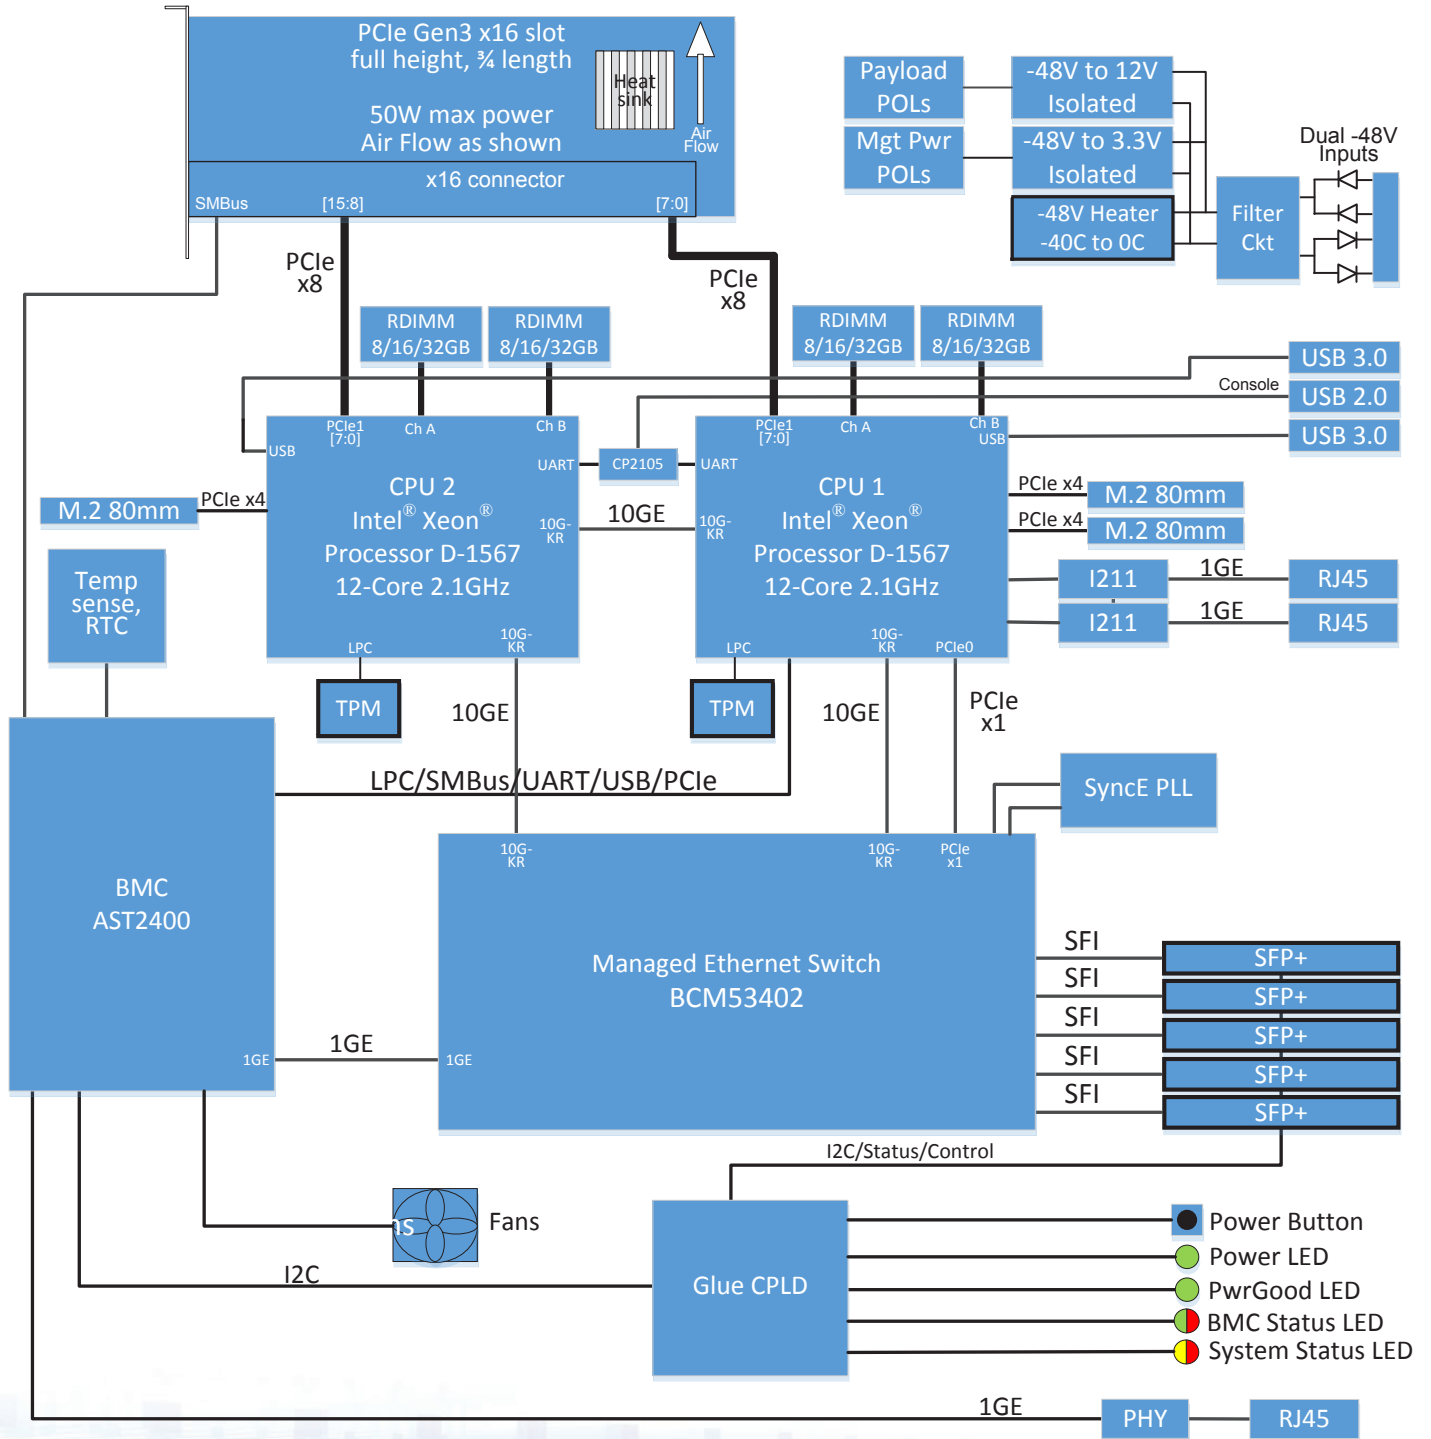 PCIe Gen3 x16 slot
full height, ¾ length
50W max power
Air Flow as shown
Heat
sink
Air
Flow
x16 connector
SMBus
[15:8]
[7:0]
Payload
POLs
-48V to 12V
Isolated
Mgt Pwr
POLs
-48V to 3.3V
Isolated
-48V Heater
-40C to 0C
Filter
Ckt
Dual -48V
Inputs
PCIe
x8
PCIe
x8
RDIMM
8/16/32GB
RDIMM
8/16/32GB
RDIMM
8/16/32GB
RDIMM
8/16/32GB
USB 3.0
Console
USB 2.0
USB 3.0
PCIe1
[7:0]
Ch A
Ch B
USB
UART
CP2105
UART
PCIe1
[7:0]
Ch A
Ch B
USB
CPU 2
Intel® Xeon®
Processor D-1567
12-Core 2.1GHz
10G-
KR
10GE
10G-
KR
CPU 1
Intel® Xeon®
Processor D-1567
12-Core 2.1GHz
M.2 80mm
PCIe x4
PCIe x4
M.2 80mm
PCIe x4
M.2 80mm
Temp
sense,
RTC
I211
1GE
RJ45
I211
1GE
RJ45
LPC
10G-
KR
LPC
10G-
KR
PCIe0
TPM
10GE
TPM
10GE
PCIe
x1
LPC/SMBus/UART/USB/PCIe
SyncE PLL
10G-
KR
10G-
KR
PCIe
x1
BMC
AST2400
Managed Ethernet Switch
BCM53402
SFI
SFP+
SFI
SFP+
SFI
SFP+
SFI
SFP+
SFI
SFP+
1GE
1GE
1GE
I2C/Status/Control
ns
Fans
I2C
Glue CPLD
Power Button
Power LED
PwrGood LED
BMC Status LED
System Status LED
1GE
PHY
RJ45